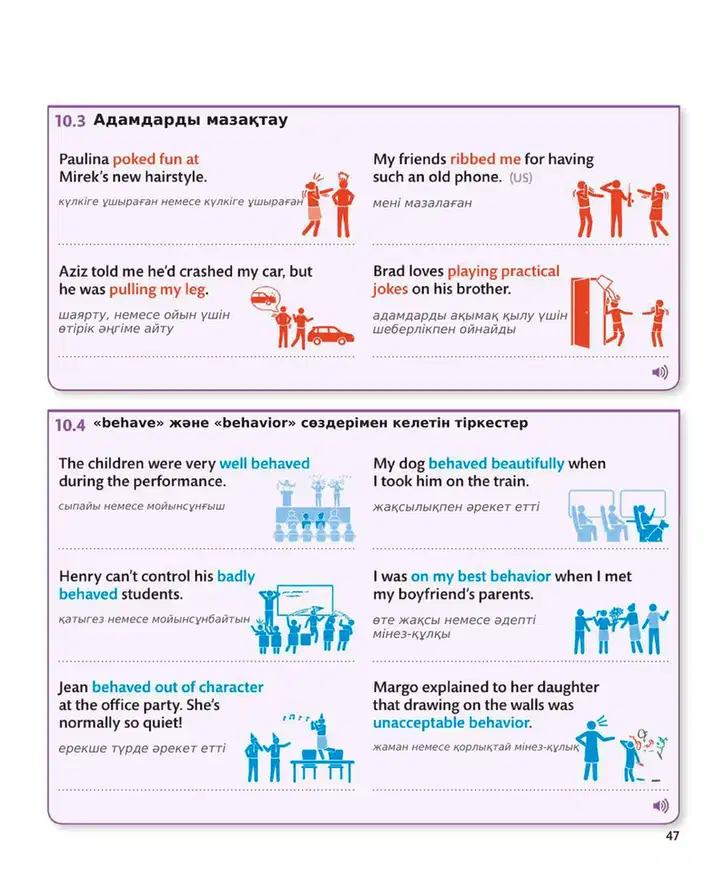 10.3 Адамдарды мазақтау
Paulina poked fun at
Mirek's new hairstyle.
күлкіге ұшыраған немесе күлкіге ұшыраған
My friends ribbed me for having
such an old phone. (US)
мені мазалаған
Aziz told me he'd crashed my car, but
he was pulling my leg.
шаярту, немесе ойын үшін
өтірік әңгіме айту
Brad loves playing practical
jokes on his brother.
адамдарды ақымақ қылу үшін
шеберлікпен ойнайды
10.4 «behave» және «behavior» сөздерімен келетін тіркестер
The children were very well behaved
during the performance.
сыпайы немесе мойынсұнғыш
My dog behaved beautifully when
I took him on the train.
жақсылықпен әрекет етті
Henry can't control his badly
behaved students.
қатыгез немесе мойынсұнбайтын
I was on my best behavior when I met
my boyfriend's parents.
өте жақсы немесе әдепті
мінез-құлқы
Jean behaved out of character
at the office party. She's
normally so quiet!
ерекше түрде әрекет етті
Margo explained to her daughter
that drawing on the walls was
unacceptable behavior.
жаман немесе қорлықтай мінез-құлық
47